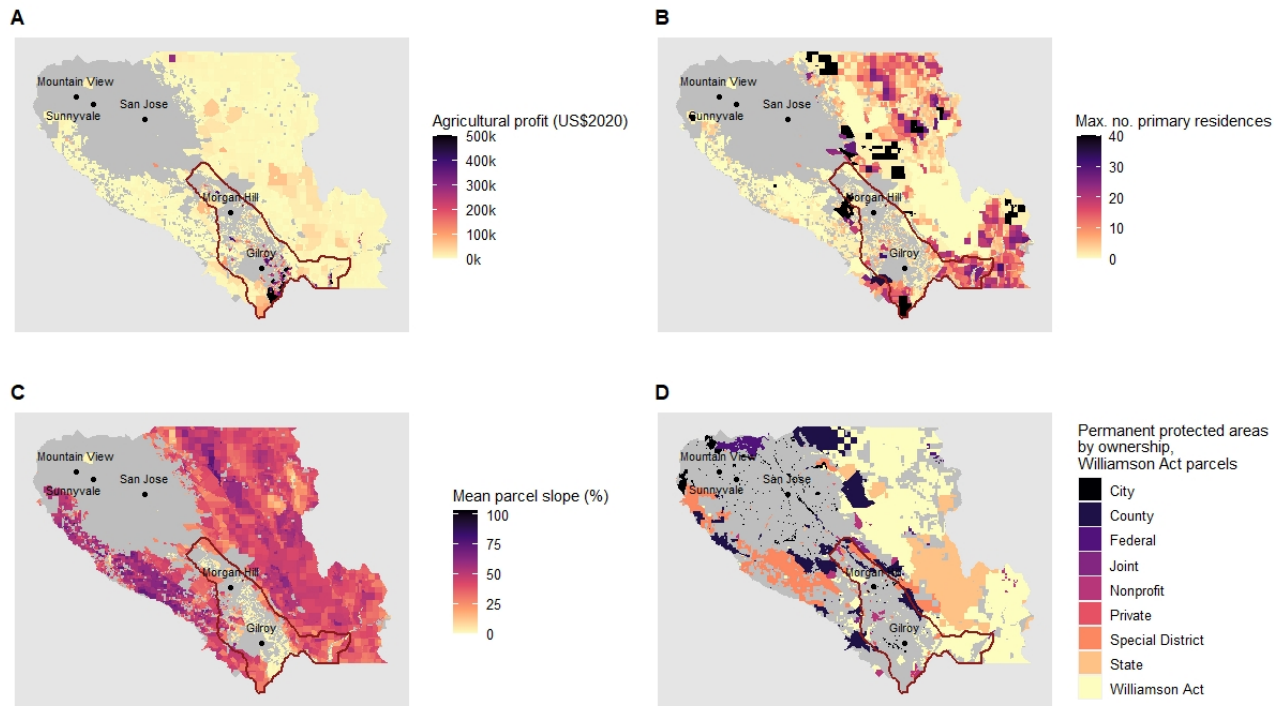 A
Mountain View
San Jose
Sunnyvale
Morgan Hill
Gilroy
Agricultural profit (US$2020)
500k
400k
300k
200k
100k
0k
B
Mountain View
San Jose
Sunnyvale
Morgan Hill
Gilroy
Max. no. primary residences
40
30
20
10
0
C
Mountain View
San Jose
Sunnyvale
Morgan Hill
Gilroy
Mean parcel slope (%)
100
75
50
25
0
D
Mountain View
San Jose
Sunnyvale
Morgan Hill
Gilroy
Permanent protected areas
by ownership,
Williamson Act parcels
City
County
Federal
Joint
Nonprofit
Private
Special District
State
Williamson Act